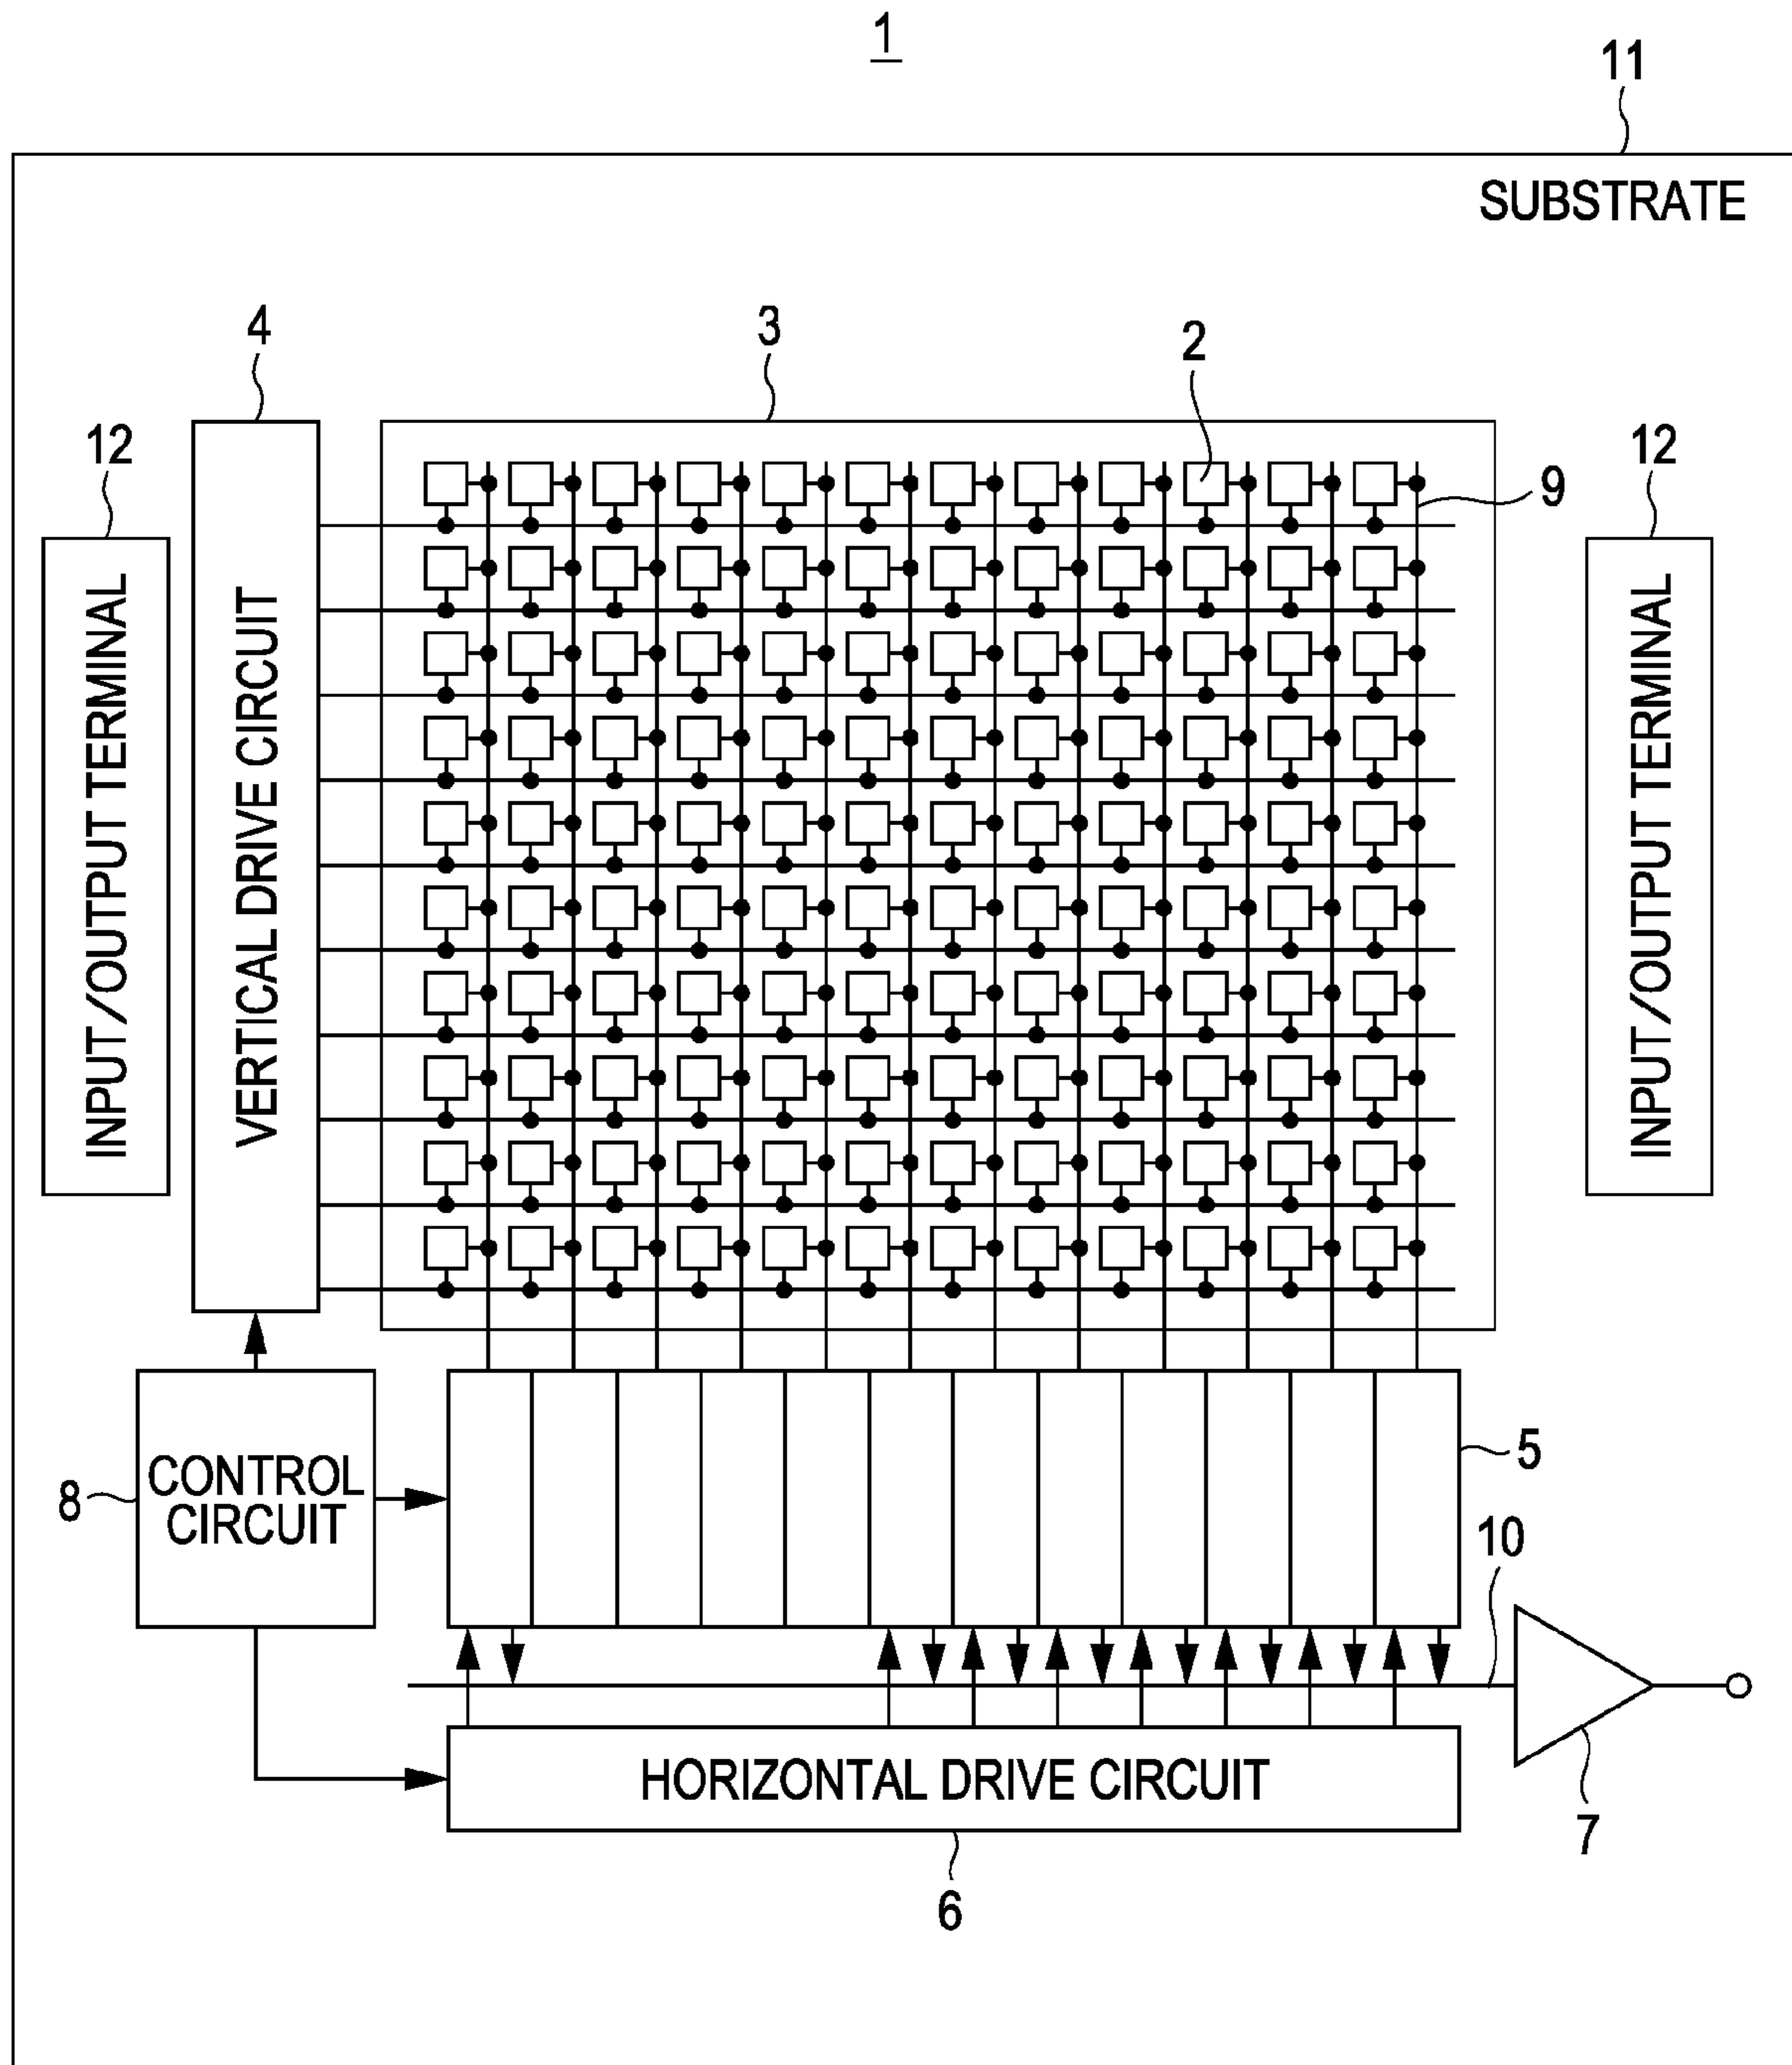 1
11
SUBSTRATE
4
3
2
12
12
9
INPUT/OUTPUT TERMINAL
VERTICAL DRIVE CIRCUIT
INPUT/OUTPUT TERMINAL
5
8
CONTROL
CIRCUIT
10
HORIZONTAL DRIVE CIRCUIT
7
6